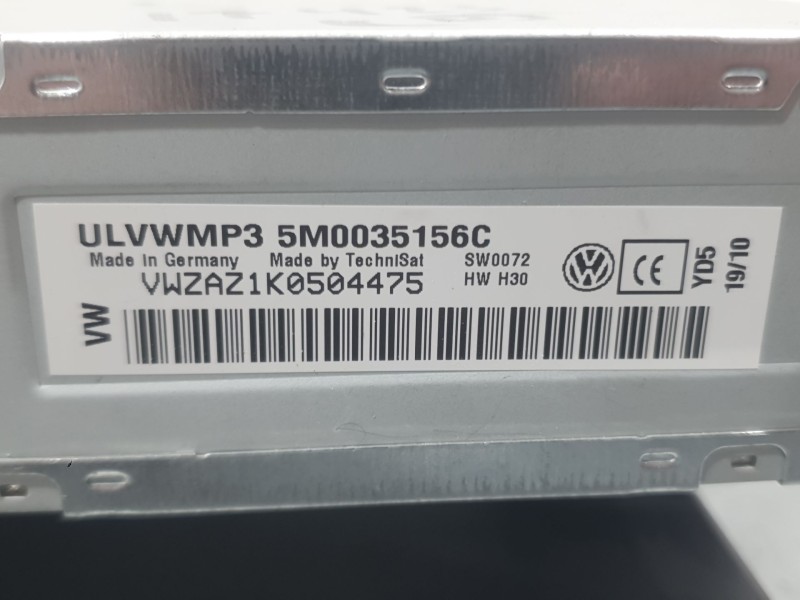 ULVWMP3 5M0035156C
Made in Germany Made by TechniSat SW0072
VWZAZ1K0504475 HW H30
VW
CE
YD5
19/10